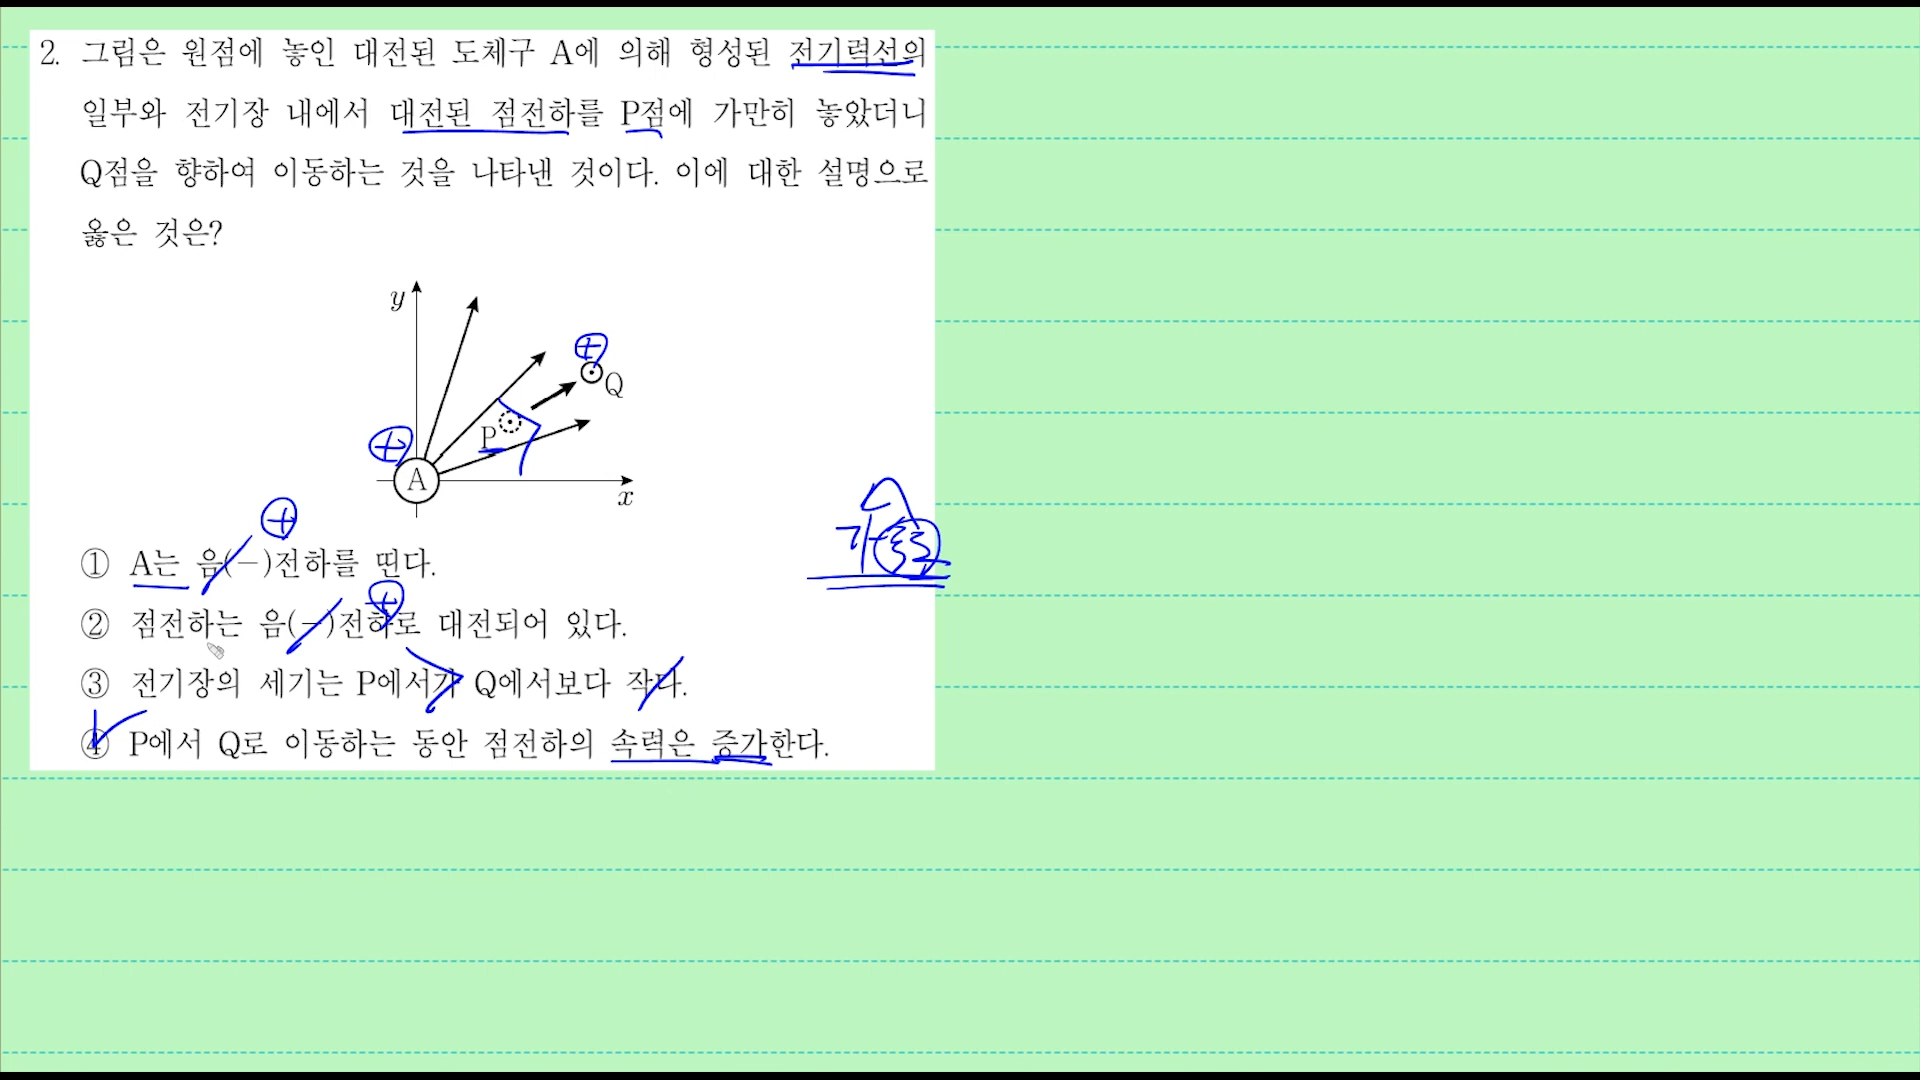 2. 그림은 원점에 놓인 대전된 도체구 A에 의해 형성된 전기력선의
일부와 전기장 내에서 대전된 점전하를 P점에 가만히 놓았더니
Q점을 향하여 이동하는 것을 나타낸 것이다. 이에 대한 설명으로
옳은 것은?
y
+
Q
P
+
A
x
+
① A는 음(−)전하를 띤다.
+
② 점전하는 음(−)전하로 대전되어 있다.
>
③ 전기장의 세기는 P에서가 Q에서보다 작다.
④ P에서 Q로 이동하는 동안 점전하의 속력은 증가한다.